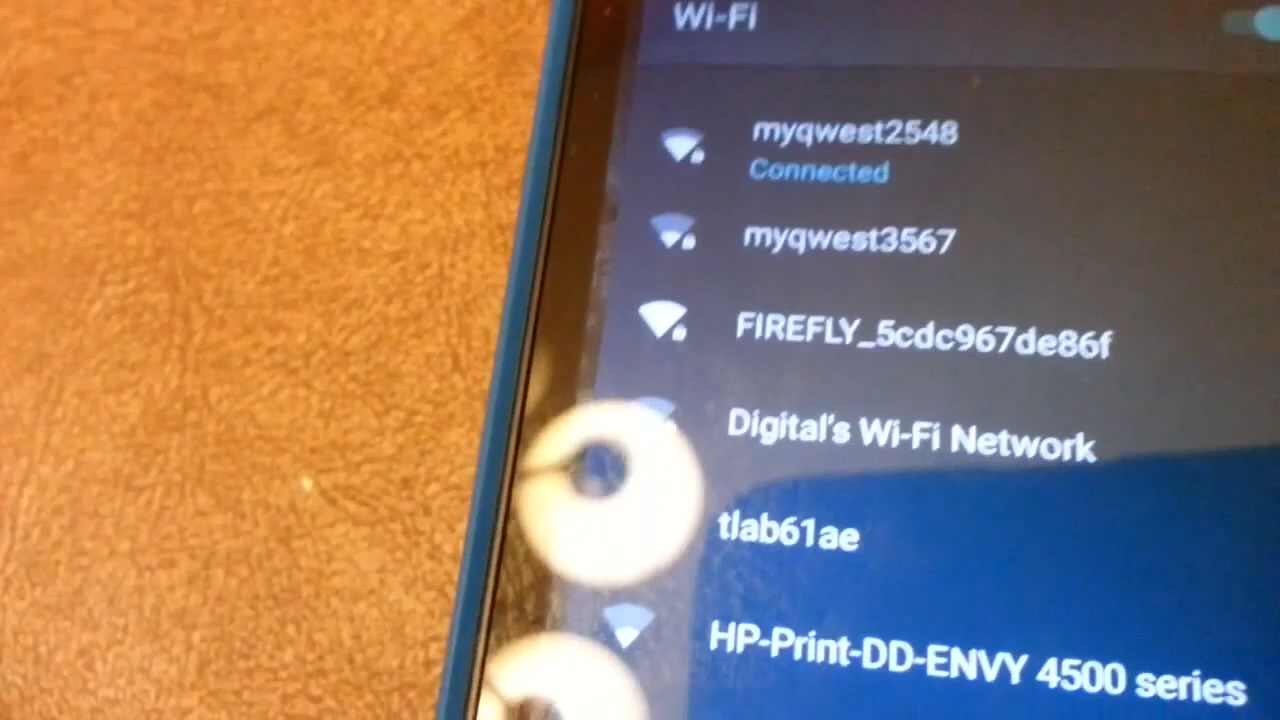 Wi-Fi
myqwest2548
Connected
myqwest3567
FIREFLY_5cdc967de86f
Digital's Wi-Fi Network
tlab61ae
HP-Print-DD-ENVY 4500 series